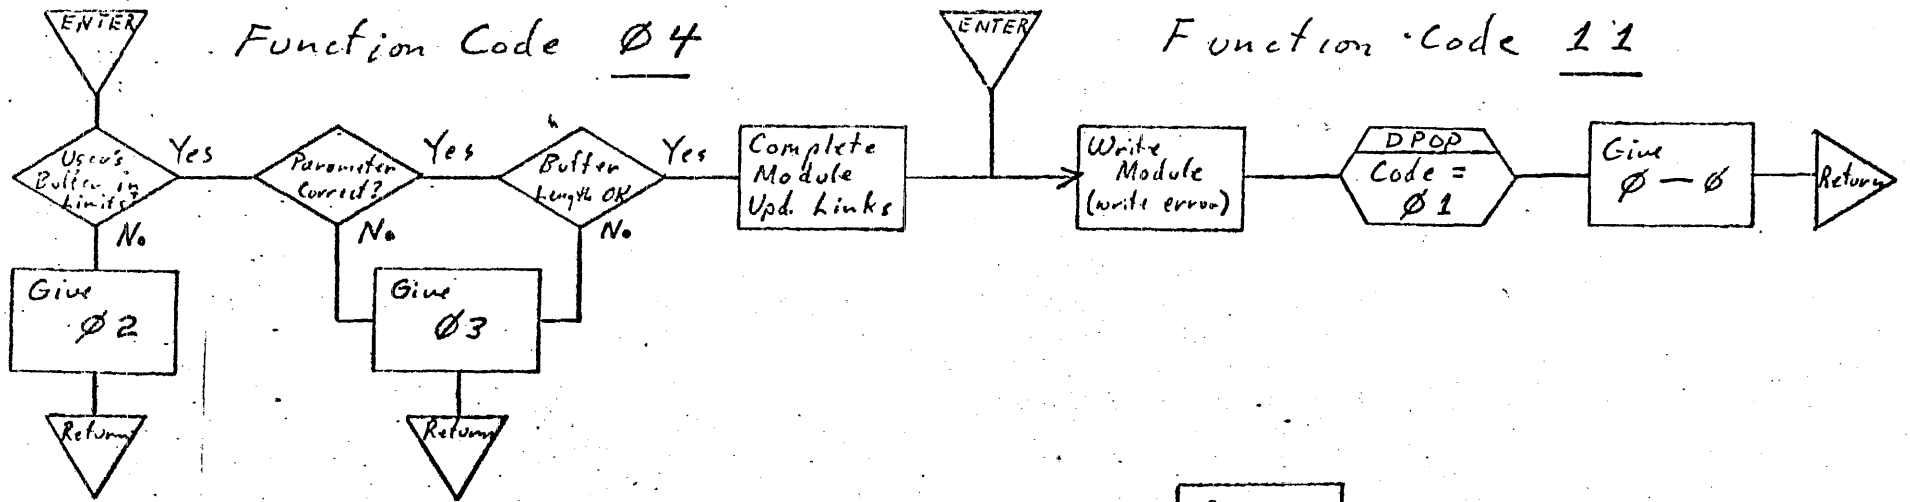 ENTER
Function Code Ø4
ENTER
Function Code 11
User's
Buffer in
Limits?
Yes
No
Parameter
Correct?
Yes
No
Buffer
Length OK
Yes
No
Complete
Module
Upd. Links
Write
Module
(write error)
DPOP
Code =
Ø1
Give
Ø — Ø
Return
Give
Ø2
Give
Ø3
Return
Return